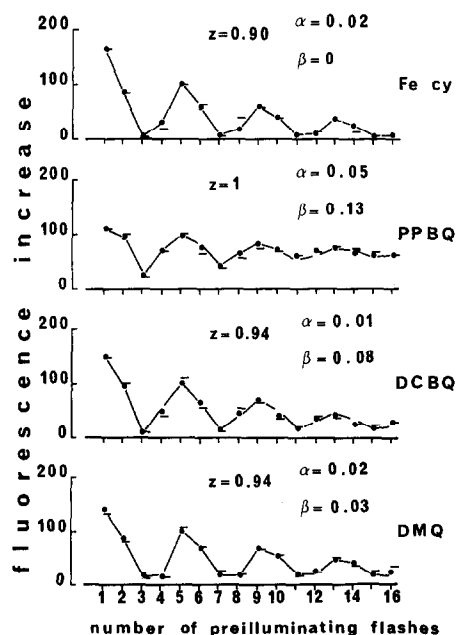 fluorescence increase
200
100
0
z=0.90
α=0.02
β=0
Fe cy
200
100
0
z=1
α=0.05
β=0.13
PPBQ
200
100
0
z=0.94
α=0.01
β=0.08
DCBQ
200
100
0
z=0.94
α=0.02
β=0.03
DMQ
1 2 3 4 5 6 7 8 9 10 12 14 16
number of preilluminating flashes